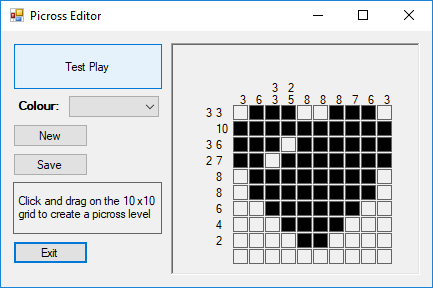 Picross Editor
Test Play
Colour:
New
Save
Click and drag on the 10 x10
grid to create a picross level
Exit
3 2
3 6 3 5 8 8 8 7 6 3
3 3
10
3 6
2 7
8
8
6
4
2